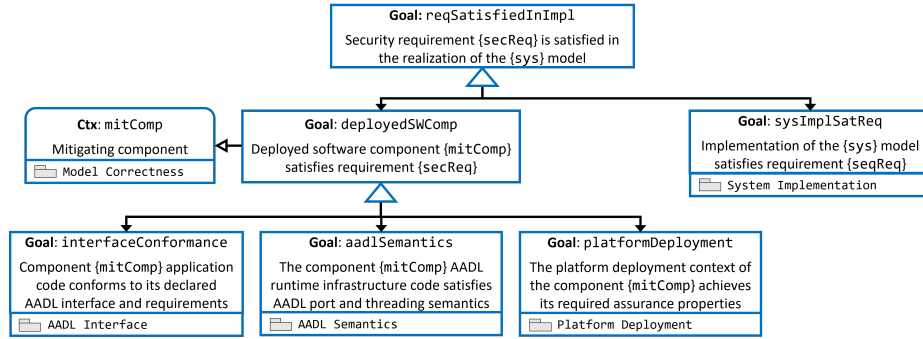 Goal: reqSatisfiedInImpl
Security requirement {secReq} is satisfied in
the realization of the {sys} model
Ctx: mitComp
Mitigating component
Model Correctness
Goal: deployedSWComp
Deployed software component {mitComp}
satisfies requirement {secReq}
Goal: sysImplSatReq
Implementation of the {sys} model
satisfies requirement {seqReq}
System Implementation
Goal: interfaceConformance
Component {mitComp} application
code conforms to its declared
AADL interface and requirements
AADL Interface
Goal: aadlSemantics
The component {mitComp} AADL
runtime infrastructure code satisfies
AADL port and threading semantics
AADL Semantics
Goal: platformDeployment
The platform deployment context of
the component {mitComp} achieves
its required assurance properties
Platform Deployment